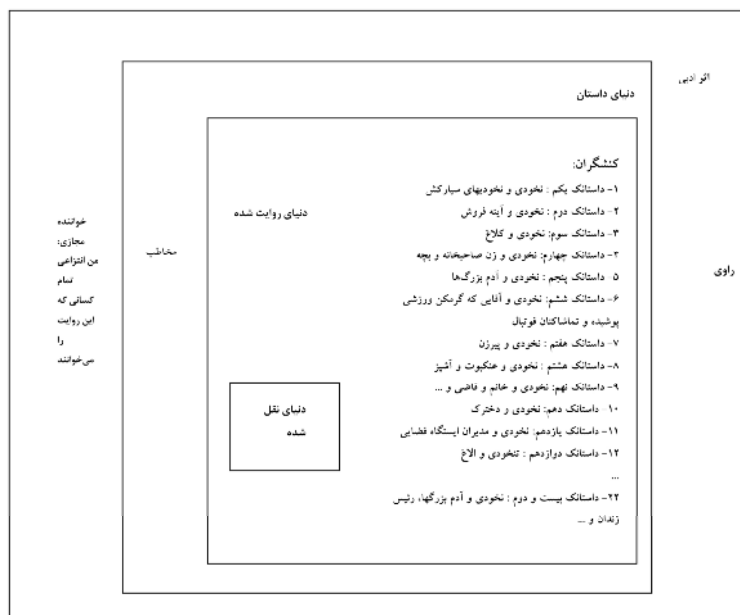 اثر ادبی
دنیای داستان
کنشگران:
۱- داستانک یکم : نخودی و نخودیهای سیارکش
۲- داستانک دوم : نخودی و آینه فروش
۳- داستانک سوم: نخودی و کلاغ
۴- داستانک چهارم: نخودی و زن صاحبخانه و بچه
۵- داستانک پنجم : نخودی و آدم بزرگ‌ها
۶- داستانک ششم: نخودی و آقایی که گرمکن ورزشی
پوشیده و تماشاکنان فوتبال
۷- داستانک هفتم : نخودی و پیرزن
۸- داستانک هشتم : نخودی و عنکبوت و آشپز
۹- داستانک نهم: نخودی و خانم و قاضی و ...
۱۰- داستانک دهم: نخودی و دخترک
۱۱- داستانک یازدهم: نخودی و مدیران ایستگاه فضایی
۱۲- داستانک دوازدهم : نخودی و الاغ
...
۲۲- داستانک بیست و دوم : نخودی و آدم بزرگها، رئیس
زندان و ...
راوی
دنیای روایت شده
دنیای نقل
شده
مخاطب
خواننده
مجازی:
من انتزاعی
تمام
کسانی که
این روایت
را
می‌خوانند